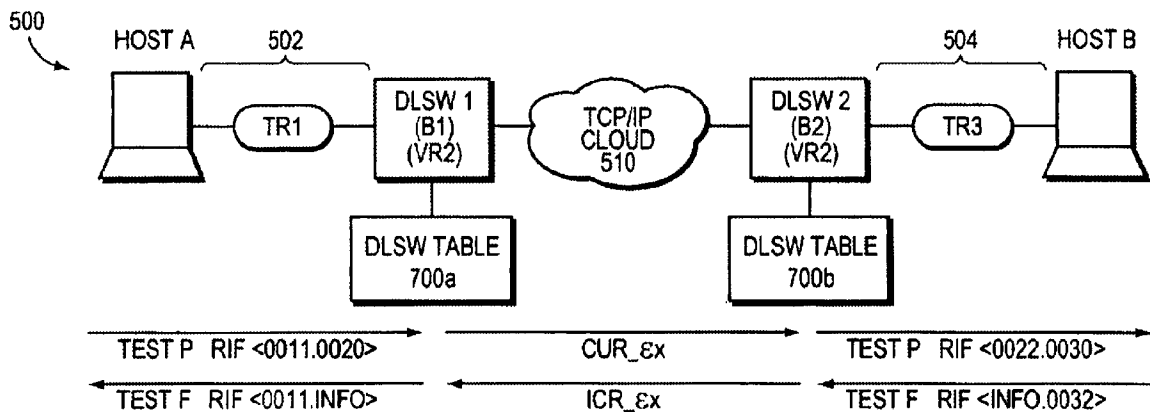 500
HOST A
502
504
HOST B
TR1
DLSW 1
(B1)
(VR2)
TCP/IP
CLOUD
510
DLSW 2
(B2)
(VR2)
TR3
DLSW TABLE
700a
DLSW TABLE
700b
TEST P RIF <0011.0020>
CUR_εx
TEST P RIF <0022.0030>
TEST F RIF <0011.INFO>
ICR_εx
TEST F RIF <INFO.0032>